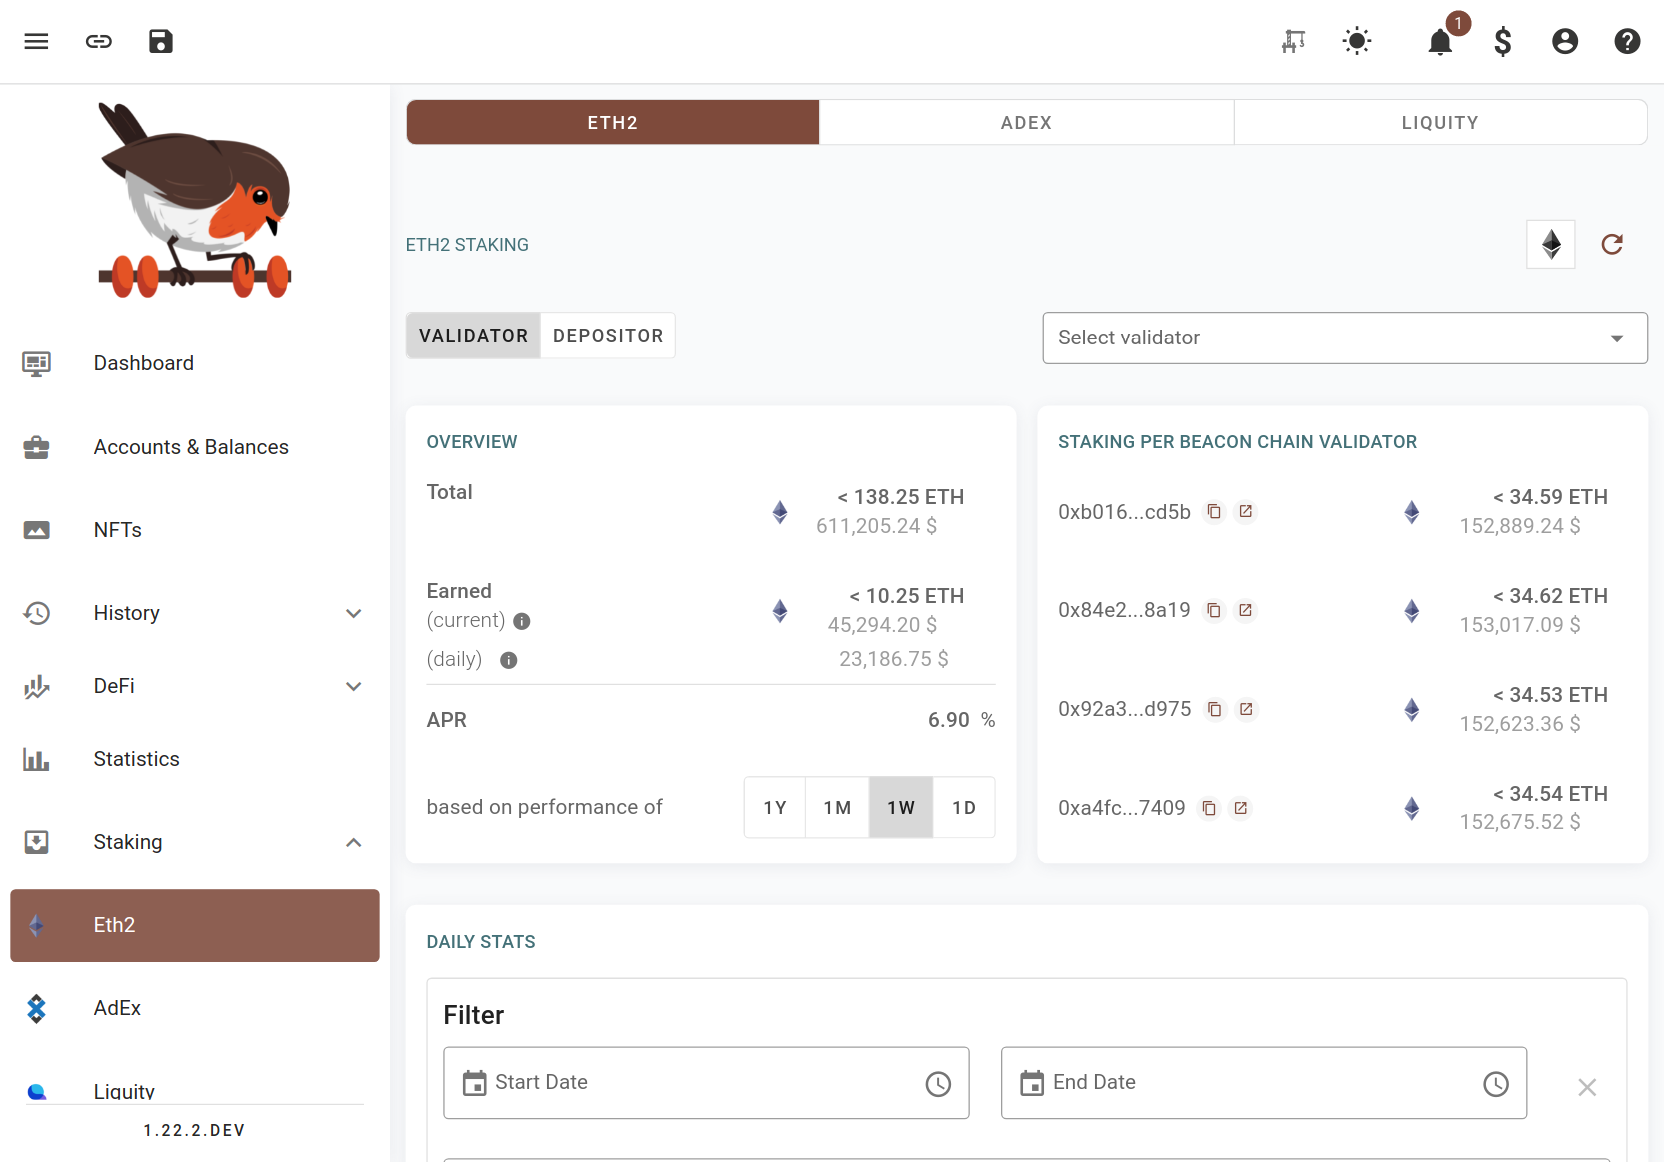 1
Dashboard
Accounts & Balances
NFTs
History
DeFi
Statistics
Staking
Eth2
AdEx
Liquity
1.22.2.DEV
ETH2
ADEX
LIQUITY
ETH2 STAKING
VALIDATOR
DEPOSITOR
Select validator
OVERVIEW
Total
< 138.25 ETH
611,205.24 $
Earned
(current)
< 10.25 ETH
45,294.20 $
(daily)
23,186.75 $
APR
6.90 %
based on performance of
1Y
1M
1W
1D
STAKING PER BEACON CHAIN VALIDATOR
0xb016...cd5b
< 34.59 ETH
152,889.24 $
0x84e2...8a19
< 34.62 ETH
153,017.09 $
0x92a3...d975
< 34.53 ETH
152,623.36 $
0xa4fc...7409
< 34.54 ETH
152,675.52 $
DAILY STATS
Filter
Start Date
End Date